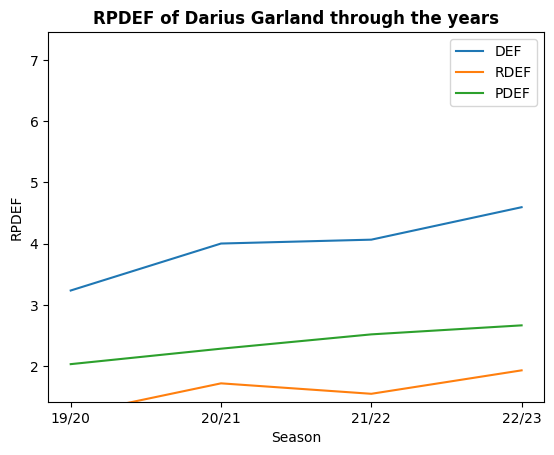 RPDEF of Darius Garland through the years
DEF
RDEF
PDEF
7
6
5
4
3
2
RPDEF
19/20 20/21 21/22 22/23
Season